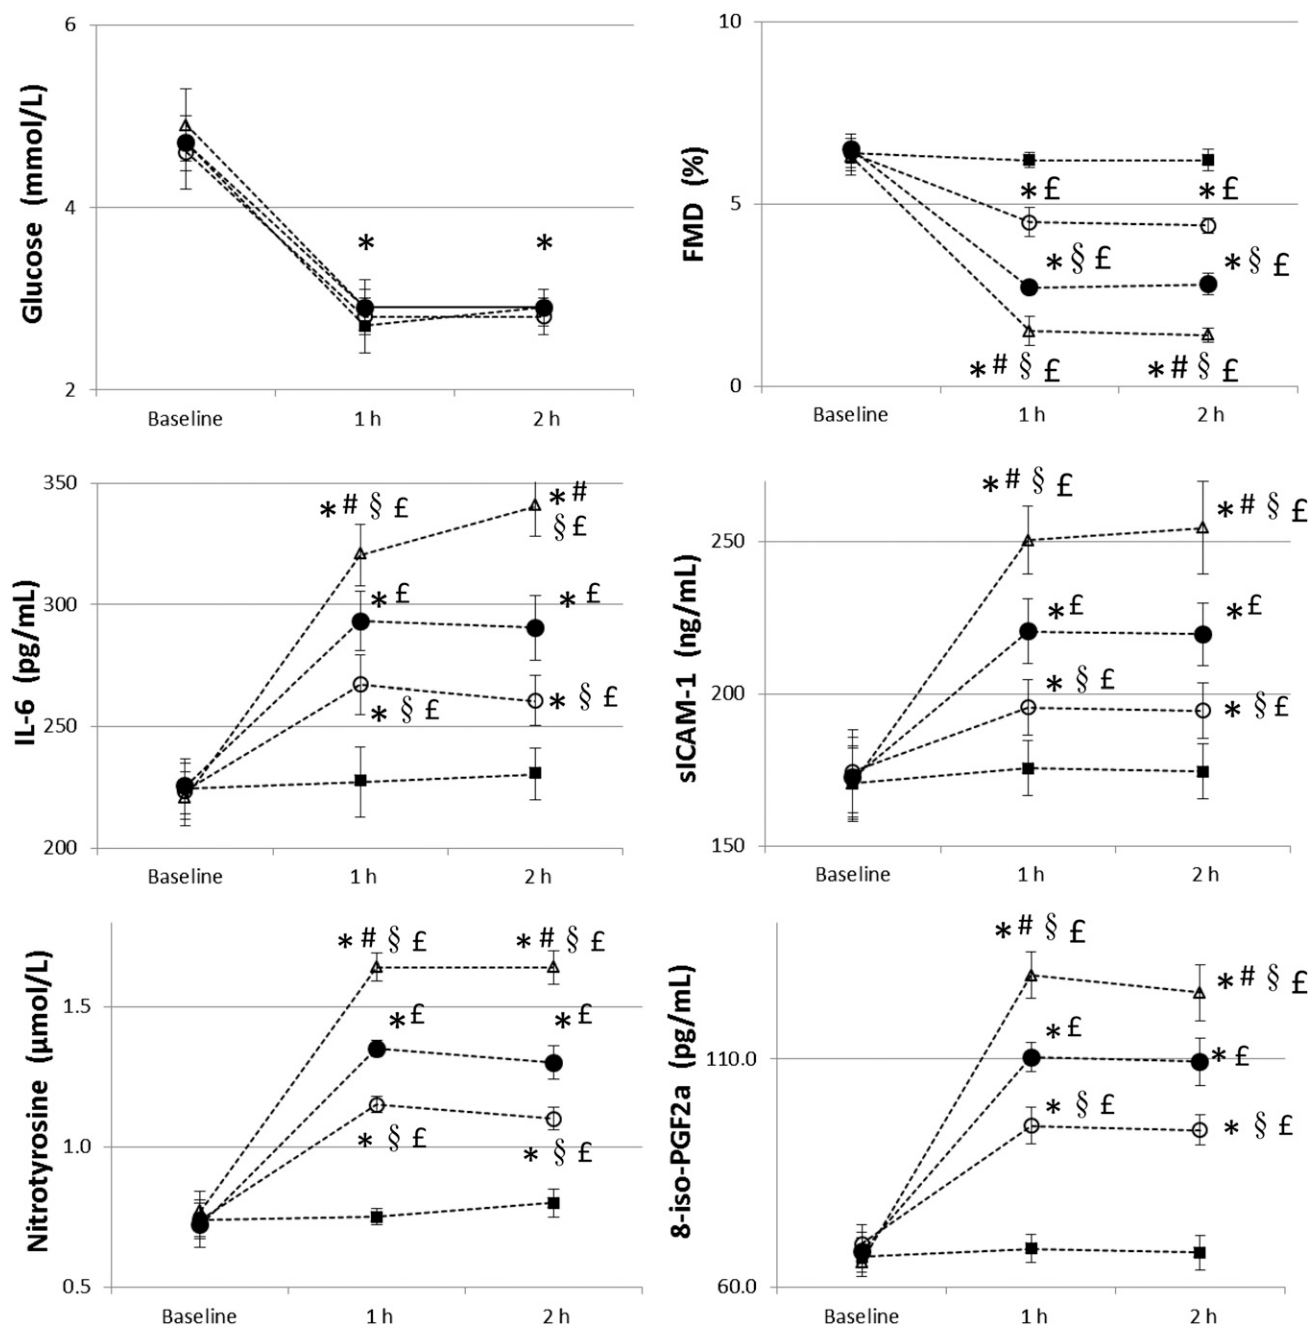 Glucose (mmol/L)
6
4
2
* *
Baseline 1 h 2 h
FMD (%)
10
5
0
*£ *£
*§£ *§£
*#§£ *#§£
Baseline 1 h 2 h
IL-6 (pg/mL)
350
300
250
200
*#§£ *#
§£
*£ *£
*§£ *§£
Baseline 1 h 2 h
sICAM-1 (ng/mL)
250
200
150
*#§£ *#§£
*£ *£
*§£ *§£
Baseline 1 h 2 h
Nitrotyrosine (µmol/L)
1.5
1.0
0.5
*#§£ *#§£
*£ *£
*§£ *§£
Baseline 1 h 2 h
8-iso-PGF2a (pg/mL)
110.0
60.0
*#§£ *#§£
*£ *£
*§£ *§£
Baseline 1 h 2 h